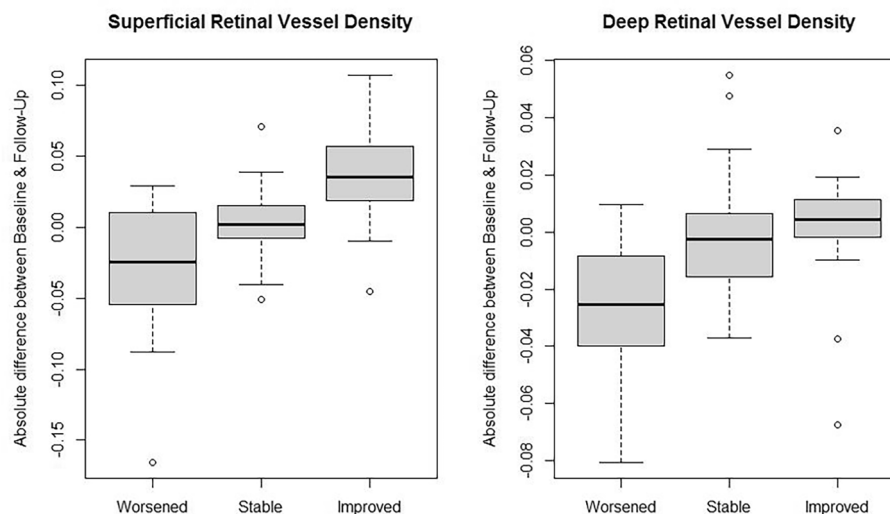 Superficial Retinal Vessel Density
Absolute difference between Baseline & Follow-Up
0.10
0.05
0.00
-0.05
-0.10
-0.15
Worsened Stable Improved
Deep Retinal Vessel Density
Absolute difference between Baseline & Follow-Up
0.06
0.04
0.02
0.00
-0.02
-0.04
-0.06
-0.08
Worsened Stable Improved